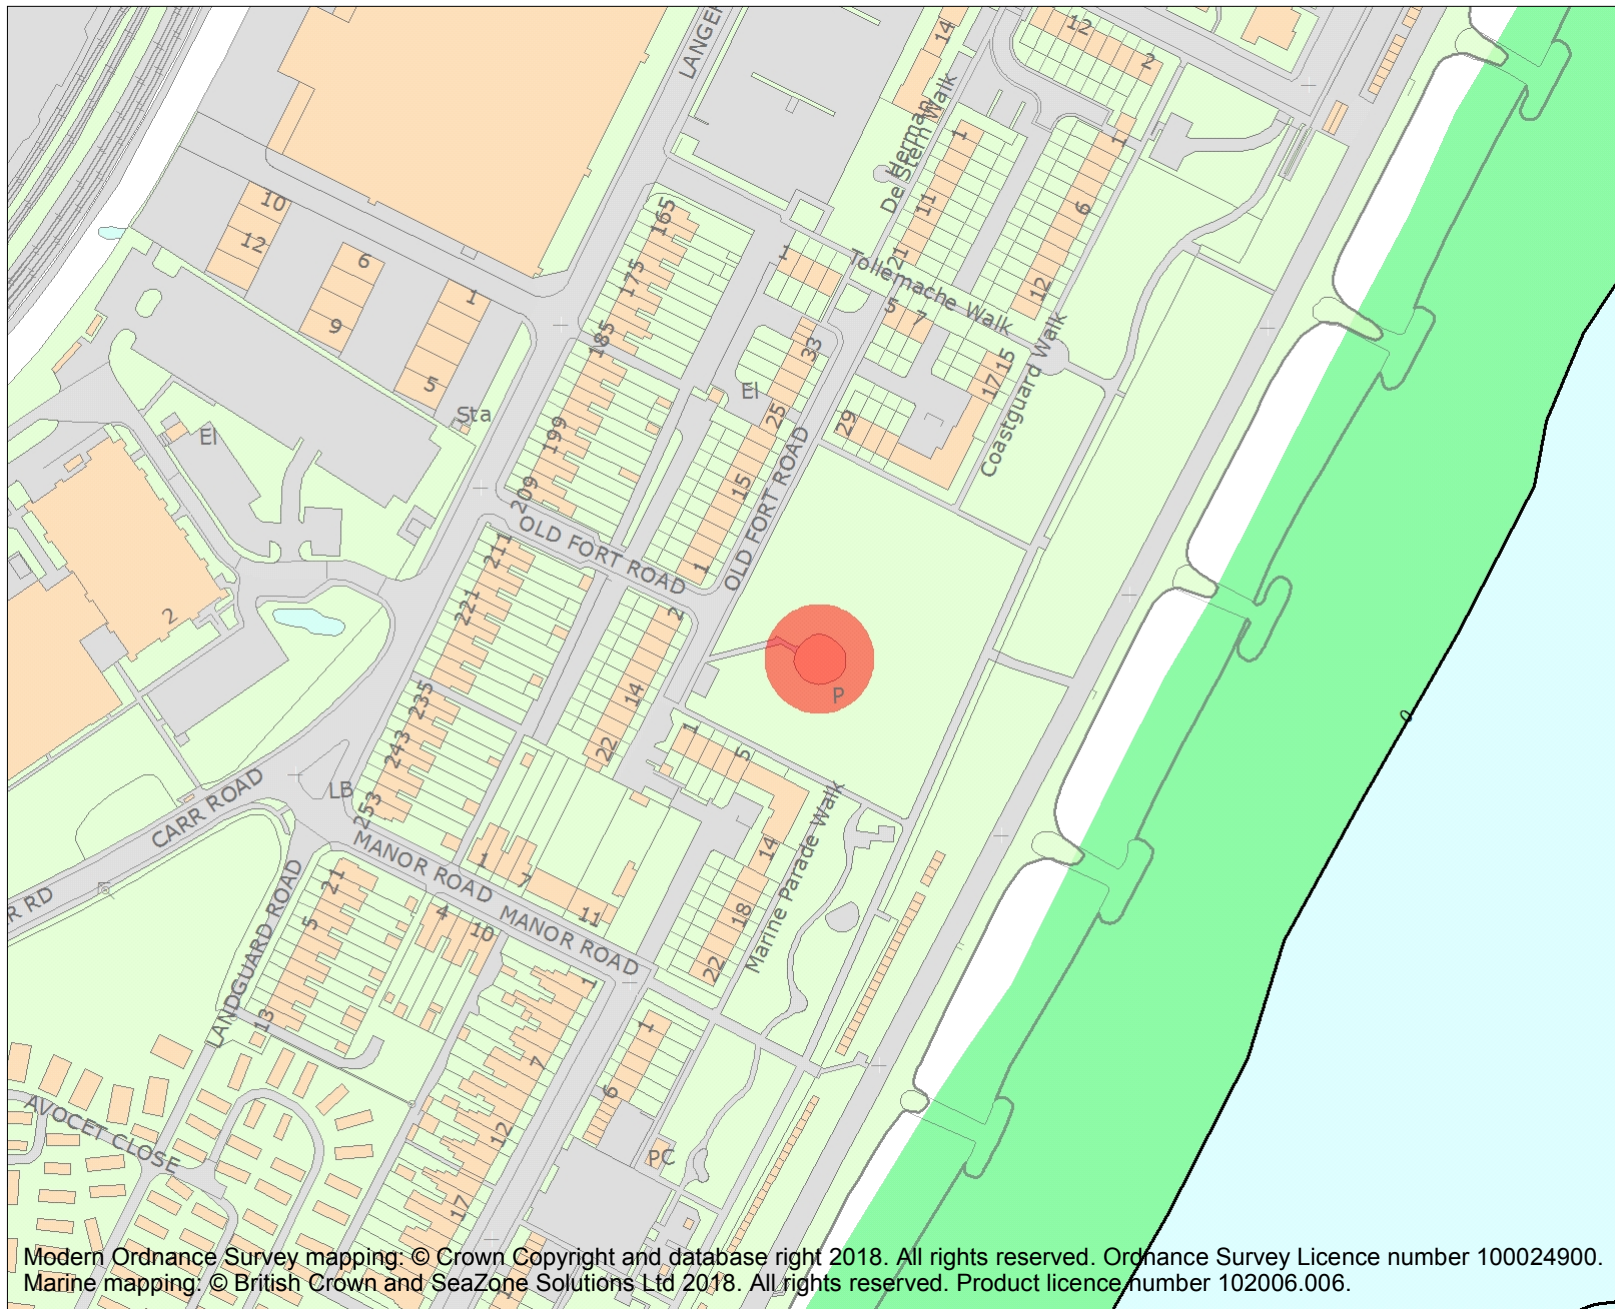 LANGER
14
12
2
Herman
De Stern Walk
1
1
10
12
6
9
1
5
165
175
185
1
11
21
6
12
Tollemache Walk
5
7
33
15
17
Coastguard Walk
El
25
29
Sta
El
199
209
15
OLD FORT ROAD
OLD FORT ROAD
1
211
221
2
2
14
P
235
243
22
1
5
LB
253
CARR ROAD
MANOR ROAD
MANOR ROAD
1
7
11
14
18
22
Marine Parade Walk
0
R RD
LANDGUARD ROAD
21
5
13
4
10
1
7
12
17
1
6
PC
AVOCET CLOSE
Modern Ordnance Survey mapping: © Crown Copyright and database right 2018. All rights reserved. Ordnance Survey Licence number 100024900.
Marine mapping: © British Crown and SeaZone Solutions Ltd 2018. All rights reserved. Product licence number 102006.006.